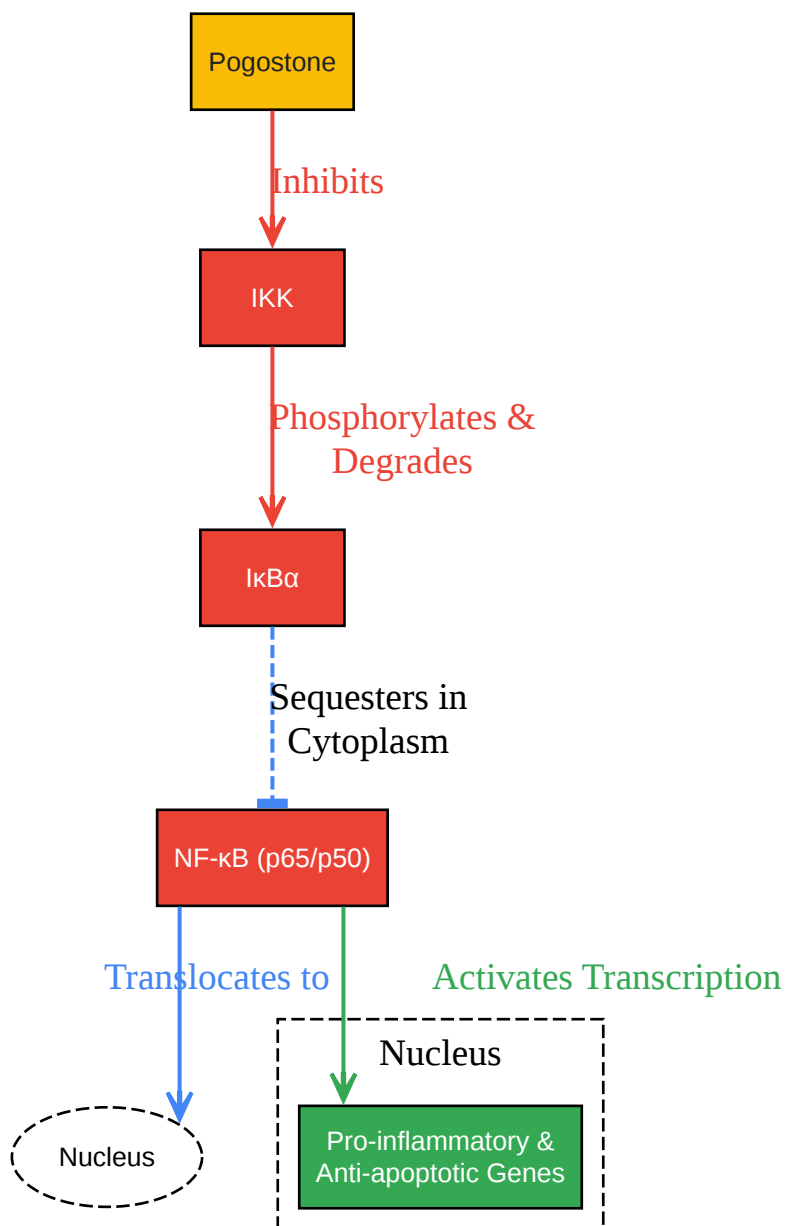 Pogostone
Inhibits
IKK
Phosphorylates &
Degrades
IκBα
Sequesters in
Cytoplasm
NF-κB (p65/p50)
Translocates to
Activates Transcription
Nucleus
Nucleus
Pro-inflammatory &
Anti-apoptotic Genes